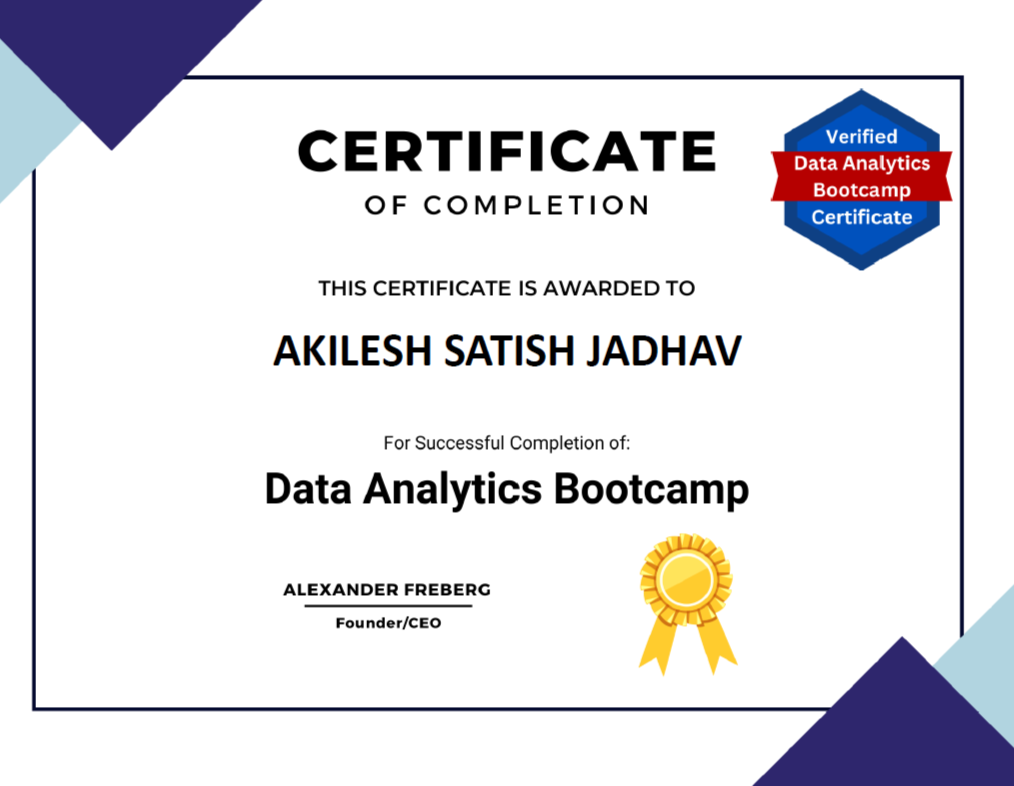 CERTIFICATE
OF COMPLETION
Verified
Data Analytics
Bootcamp
Certificate
THIS CERTIFICATE IS AWARDED TO
AKILESH SATISH JADHAV
For Successful Completion of:
Data Analytics Bootcamp
ALEXANDER FREBERG
Founder/CEO